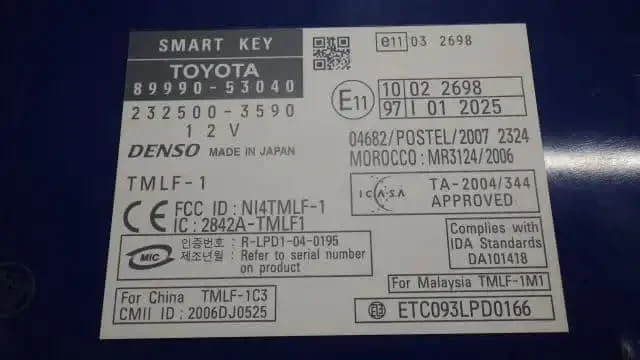 SMART KEY
TOYOTA
89990-53040
232500-3590
12V
DENSO MADE IN JAPAN
TMLF-1
FCC ID : NI4TMLF-1
IC : 2842A-TMLF1
MIC
인증번호 : R-LPD1-04-0195
제조년월 : Refer to serial number
on product
For China TMLF-1C3
CMII ID : 2006DJ0525
e11 03 2698
E11
10 02 2698
97 I 01 2025
04682/POSTEL/2007 2324
MOROCCO : MR3124/2006
ICASA
TA-2004/344
APPROVED
Complies with
IDA Standards
DA101418
For Malaysia TMLF-1M1
ETC093LPD0166